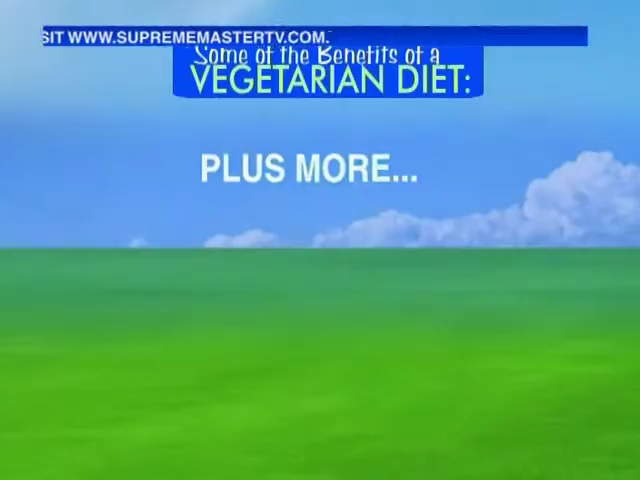 SIT WWW.SUPREMEMASTERTV.COM.
Some of the Benefits of a
VEGETARIAN DIET:
PLUS MORE...